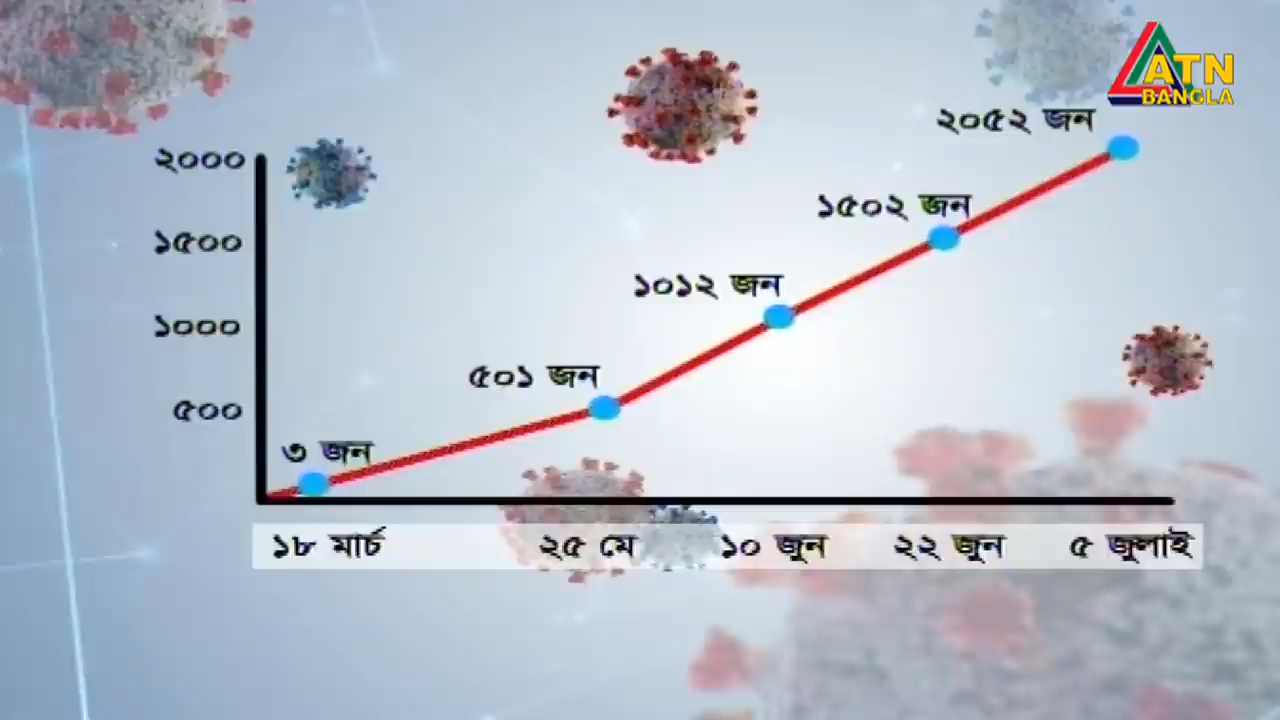 ATN
BANGLA
২০৫২ জন
২০০০
১৫০২ জন
১৫০০
১০১২ জন
১০০০
৫০১ জন
৫০০
৩ জন
১৮ মার্চ ২৫ মে ১০ জুন ২২ জুন ৫ জুলাই